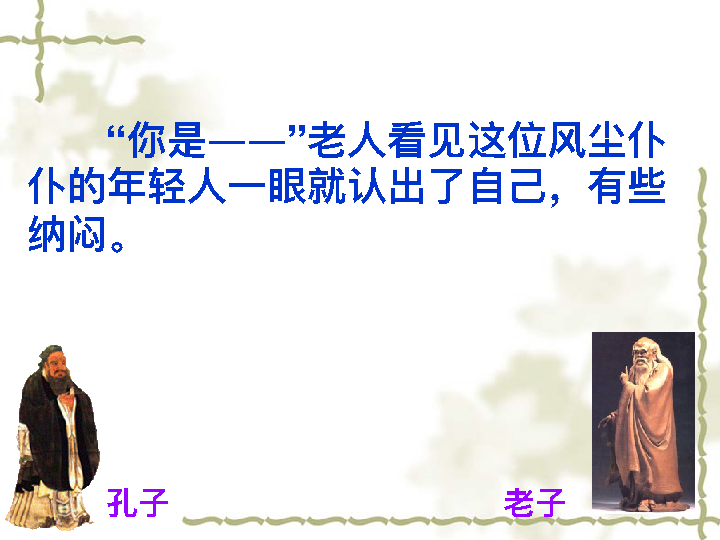 “你是——”老人看见这位风尘仆
仆的年轻人一眼就认出了自己，有些
纳闷。
孔子
老子